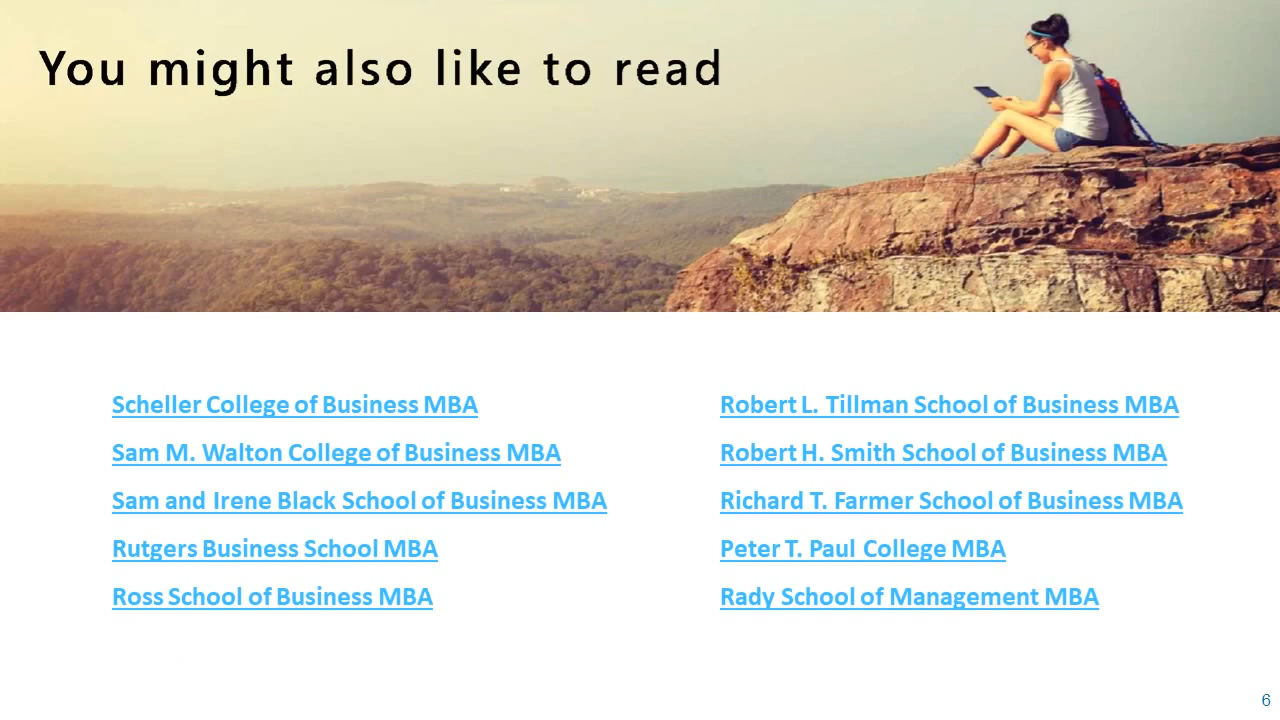 You might also like to read
Scheller College of Business MBA
Sam M. Walton College of Business MBA
Sam and Irene Black School of Business MBA
Rutgers Business School MBA
Ross School of Business MBA
Robert L. Tillman School of Business MBA
Robert H. Smith School of Business MBA
Richard T. Farmer School of Business MBA
Peter T. Paul College MBA
Rady School of Management MBA
6